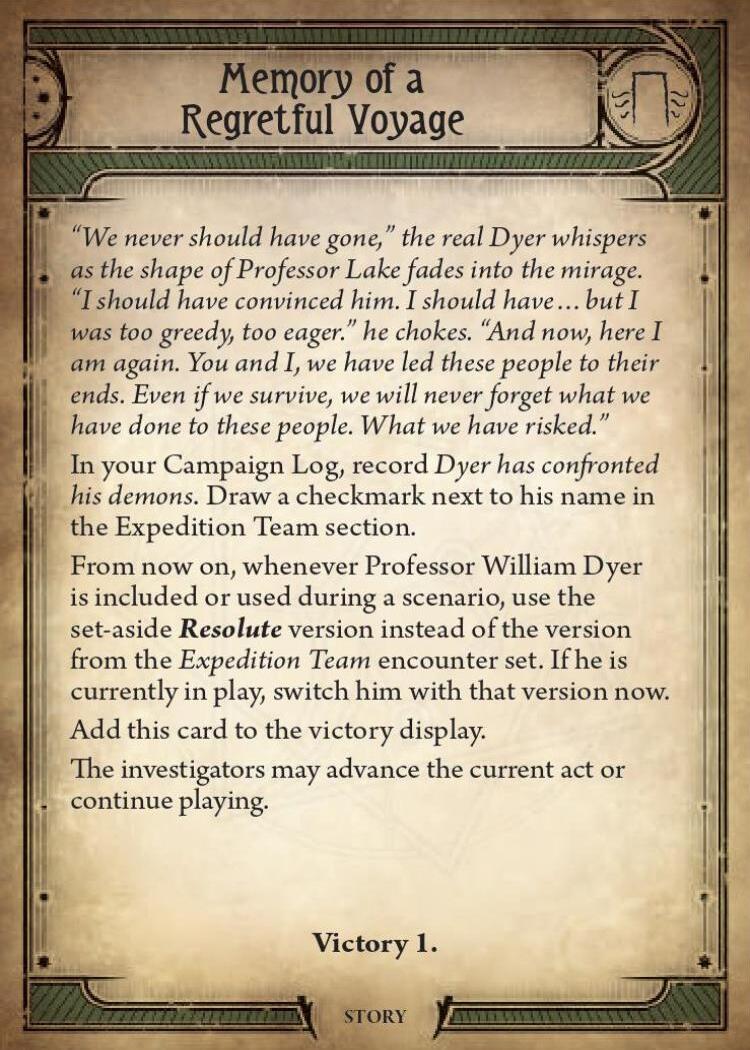 Memory of a
Regretful Voyage
“We never should have gone,” the real Dyer whispers
as the shape of Professor Lake fades into the mirage.
“I should have convinced him. I should have… but I
was too greedy, too eager.” he chokes. “And now, here I
am again. You and I, we have led these people to their
ends. Even if we survive, we will never forget what we
have done to these people. What we have risked.”
In your Campaign Log, record Dyer has confronted
his demons. Draw a checkmark next to his name in
the Expedition Team section.
From now on, whenever Professor William Dyer
is included or used during a scenario, use the
set-aside Resolute version instead of the version
from the Expedition Team encounter set. If he is
currently in play, switch him with that version now.
Add this card to the victory display.
The investigators may advance the current act or
continue playing.
Victory 1.
STORY